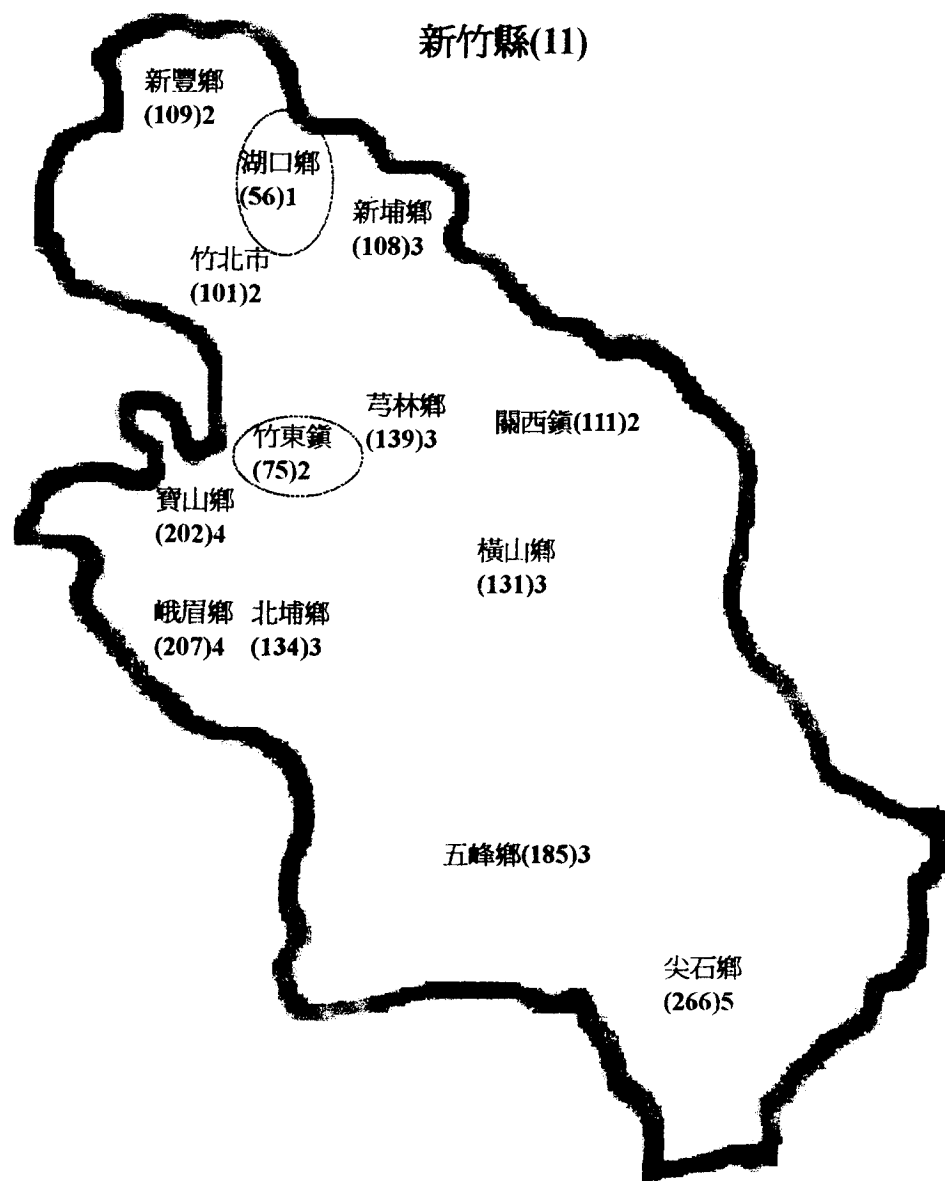 新竹縣(11)
新豐鄉
(109)2
湖口鄉
(56)1
新埔鄉
(108)3
竹北市
(101)2
芎林鄉
(139)3
關西鎮(111)2
竹東鎮
(75)2
寶山鄉
(202)4
橫山鄉
(131)3
峨眉鄉
(207)4
北埔鄉
(134)3
五峰鄉(185)3
尖石鄉
(266)5